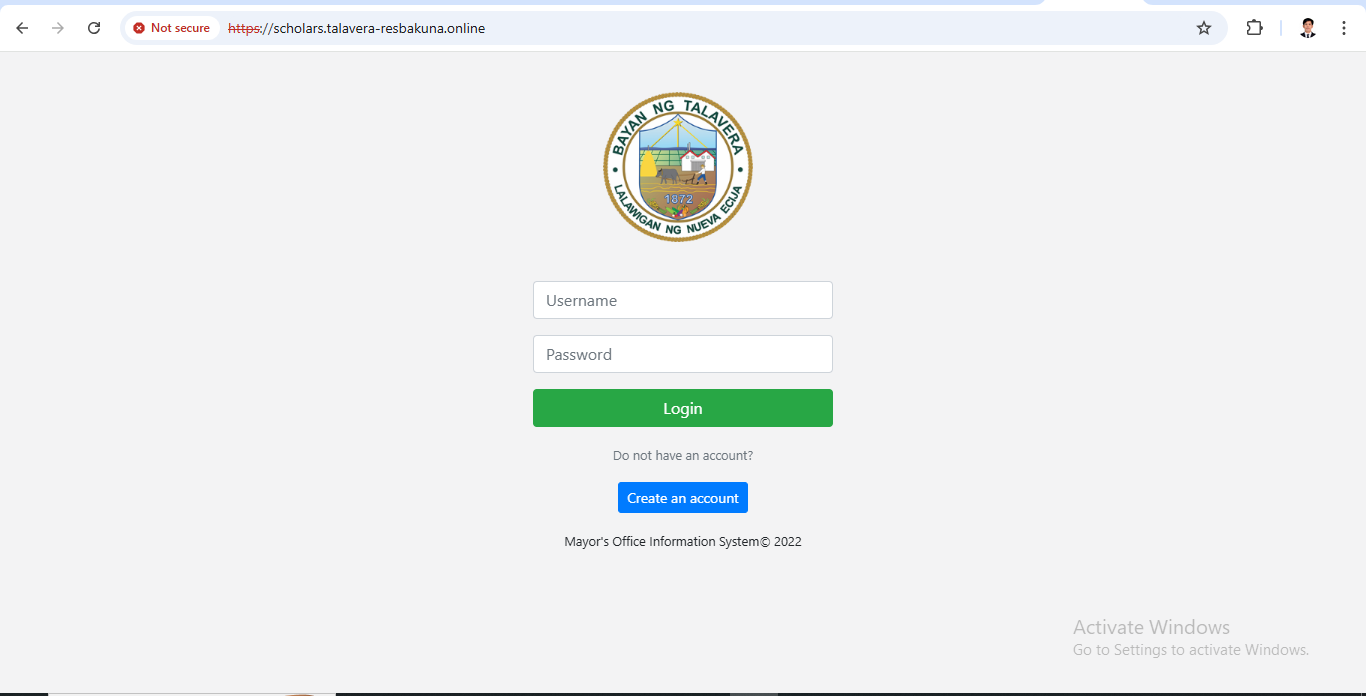 Not secure
https://scholars.talavera-resbakuna.online
BAYAN NG TALAVERA
1872
LALAWIGAN NG NUEVA ECIJA
Username
Password
Login
Do not have an account?
Create an account
Mayor's Office Information System© 2022
Activate Windows
Go to Settings to activate Windows.